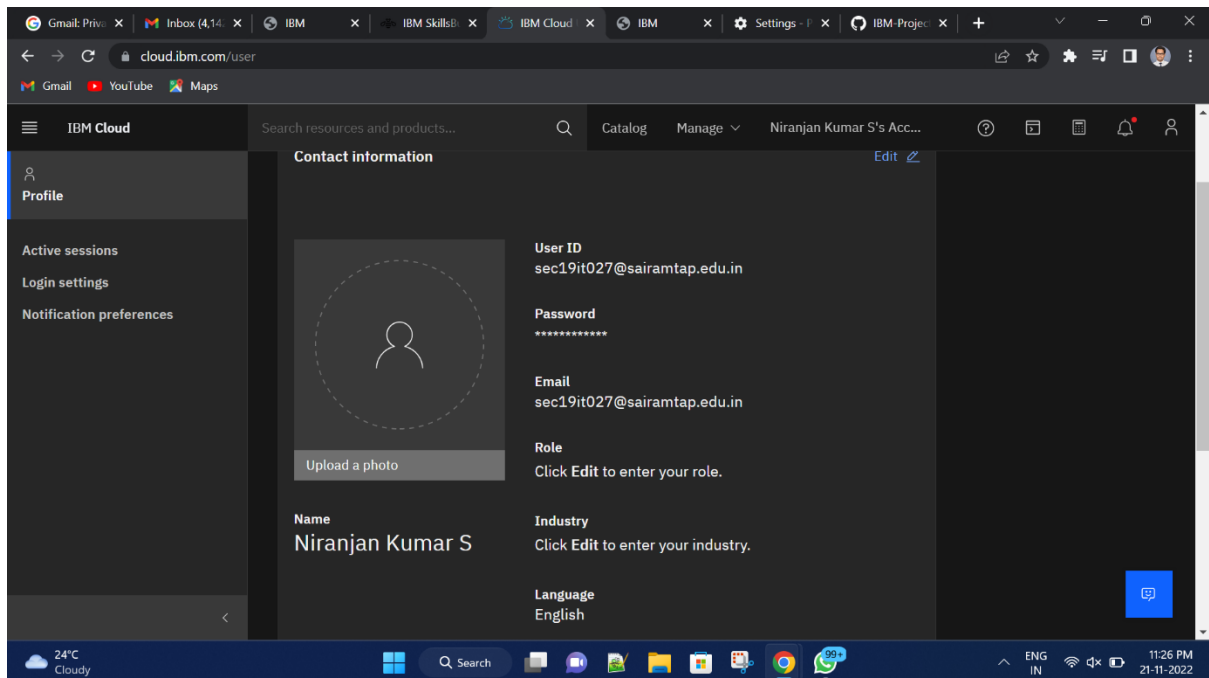 Gmail: Priva
Inbox (4,14
IBM
IBM SkillsB
IBM Cloud
IBM
Settings - P
IBM-Project
cloud.ibm.com/user
Gmail
YouTube
Maps
IBM Cloud
Search resources and products...
Catalog
Manage
Niranjan Kumar S's Acc...
Contact information
Edit
Profile
Active sessions
Login settings
Notification preferences
User ID
sec19it027@sairamtap.edu.in
Password
************
Email
sec19it027@sairamtap.edu.in
Role
Click Edit to enter your role.
Upload a photo
Name
Niranjan Kumar S
Industry
Click Edit to enter your industry.
Language
English
24°C
Cloudy
Search
99+
ENG
IN
11:26 PM
21-11-2022